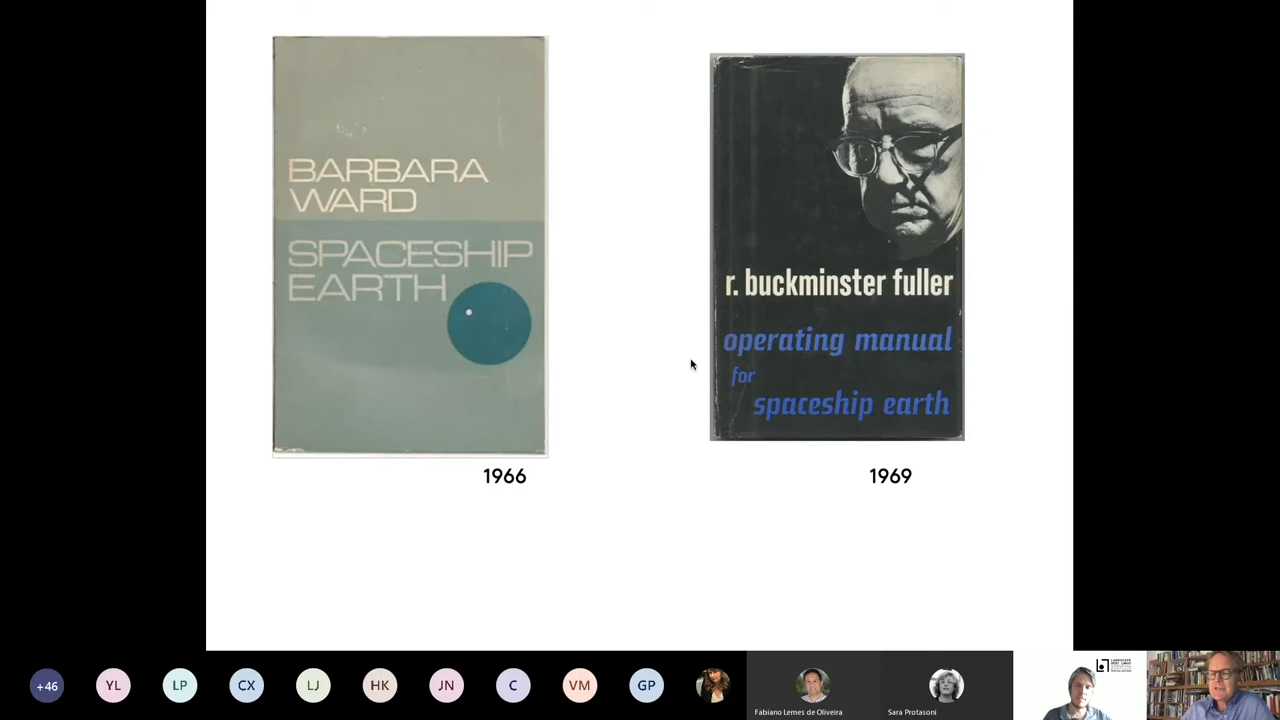 BARBARA
WARD
SPACESHIP
EARTH
1966
r. buckminster fuller
operating manual
for
spaceship earth
1969
+46
YL
LP
CX
LJ
HK
JN
C
VM
GP
Fabiano Lemes de Oliveira
Sara Protasoni
LANDSCAPE